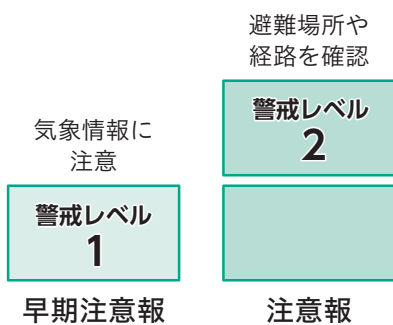 避難場所や
経路を確認
警戒レベル
2
気象情報に
注意
警戒レベル
1
早期注意報
注意報